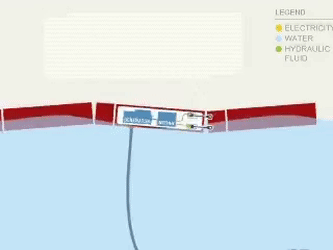 LEGEND
ELECTRICITY
WATER
HYDRAULIC
FLUID
GENERATOR
MOTOR